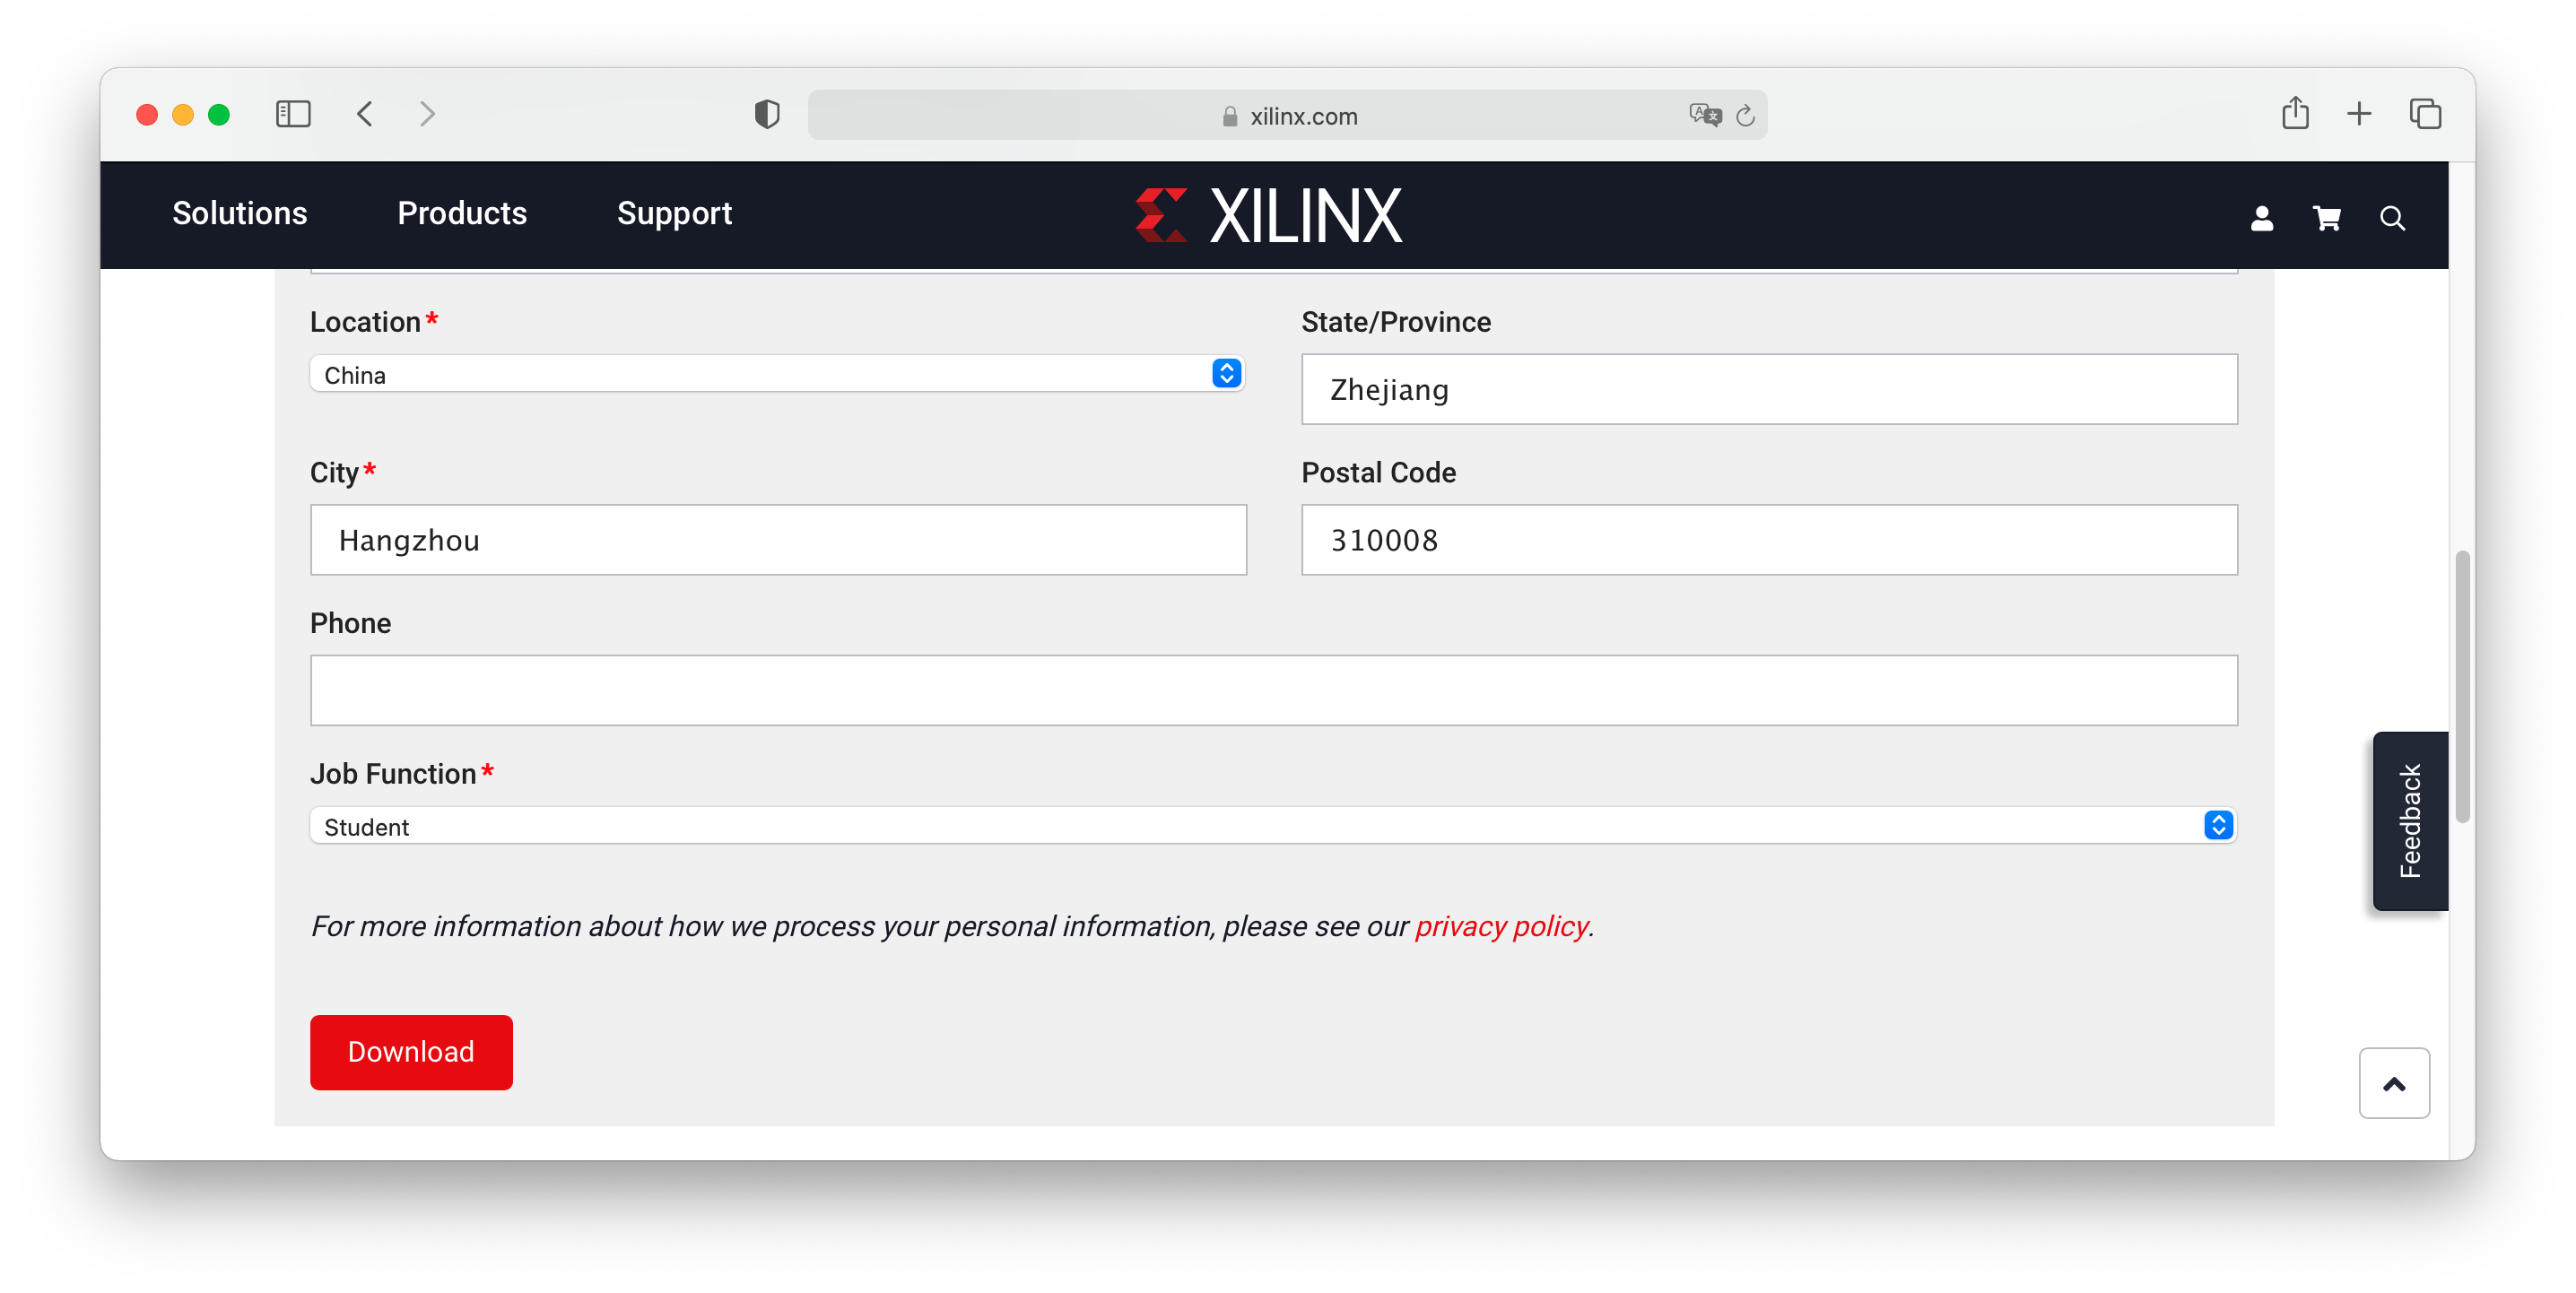 xilinx.com
Solutions Products Support XILINX
Location* State/Province
China Zhejiang
City* Postal Code
Hangzhou 310008
Phone
Job Function*
Student
Feedback
For more information about how we process your personal information, please see our privacy policy.
Download